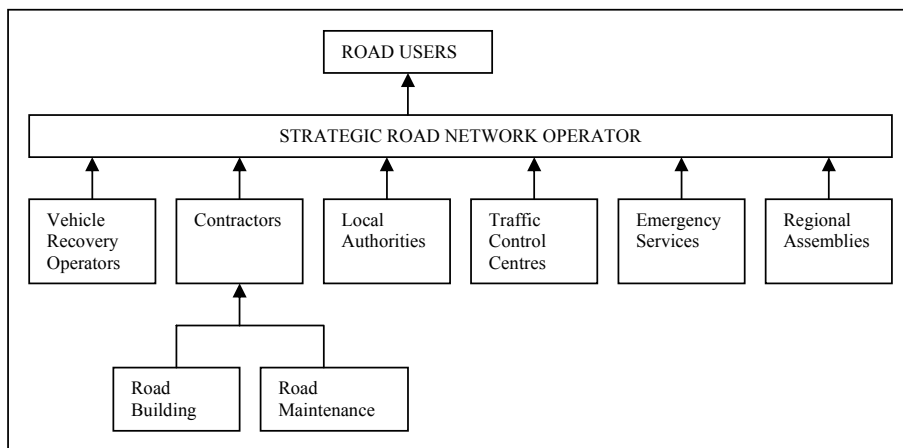 ROAD USERS
STRATEGIC ROAD NETWORK OPERATOR
Vehicle
Recovery
Operators
Contractors
Local
Authorities
Traffic
Control
Centres
Emergency
Services
Regional
Assemblies
Road
Building
Road
Maintenance